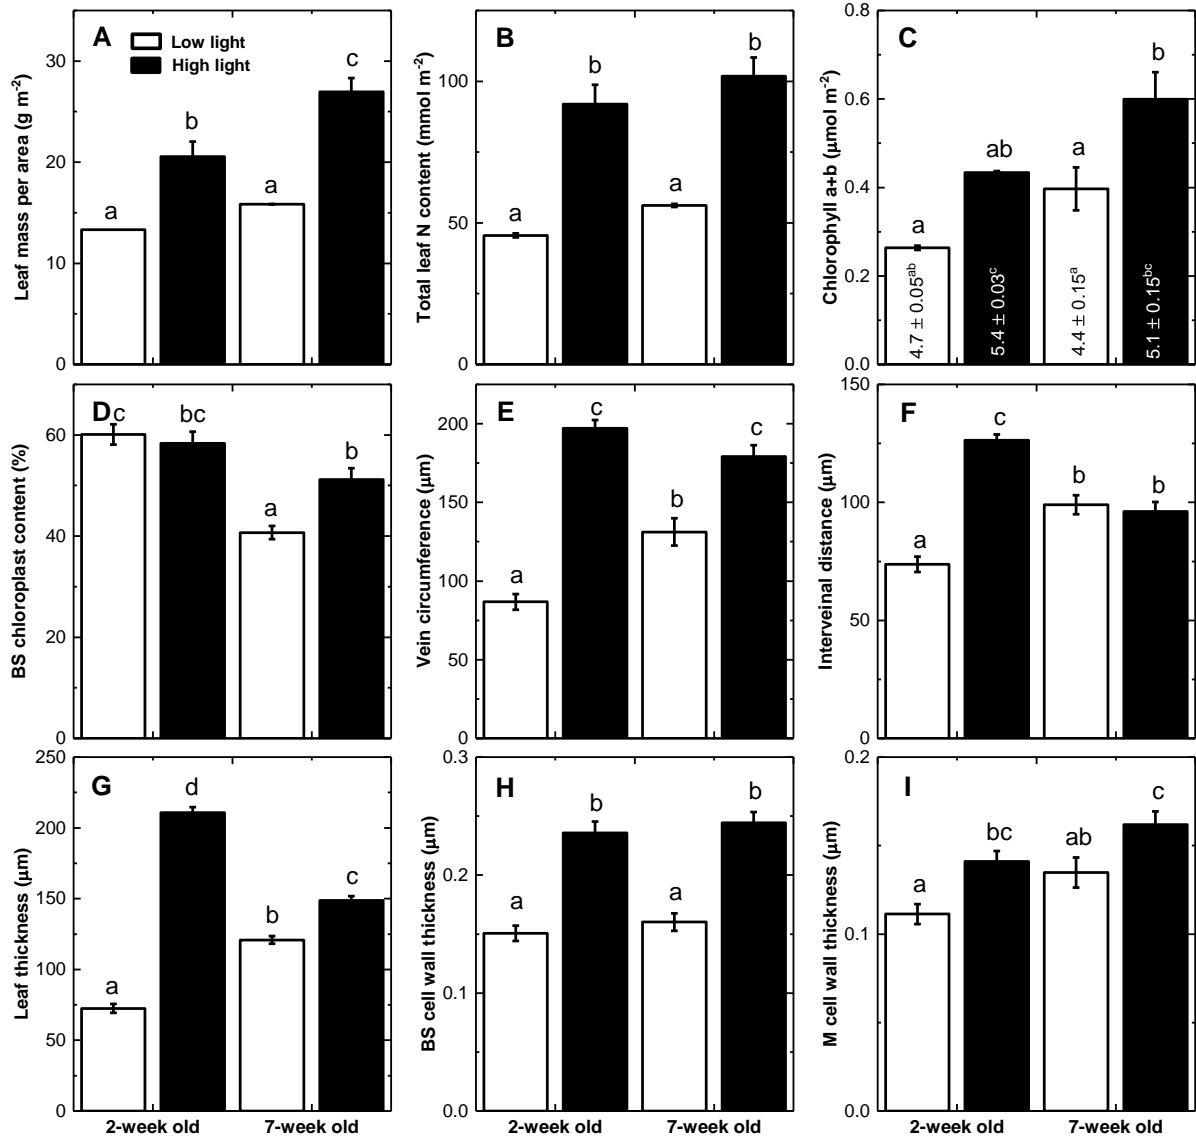 A
Low light
High light
Leaf mass per area (g m⁻²)
30
20
10
0
a
b
a
c
B
Total leaf N content (mmol m⁻²)
100
50
0
a
b
a
b
C
Chlorophyll a+b (μmol m⁻²)
0.8
0.6
0.4
0.2
0.0
a
ab
a
b
4.7 ± 0.05ᵃᵇ
5.4 ± 0.03ᶜ
4.4 ± 0.15ᵃ
5.1 ± 0.15ᵇᶜ
D
BS chloroplast content (%)
60
40
20
0
c
bc
a
b
E
Vein circumference (μm)
200
150
100
50
0
a
c
b
c
F
Interveinal distance (μm)
150
100
50
0
a
c
b
b
G
Leaf thickness (μm)
250
200
150
100
50
0
a
d
b
c
2-week old
7-week old
H
BS cell wall thickness (μm)
0.3
0.2
0.1
0.0
a
b
a
b
2-week old
7-week old
I
M cell wall thickness (μm)
0.2
0.1
0.0
a
bc
ab
c
2-week old
7-week old